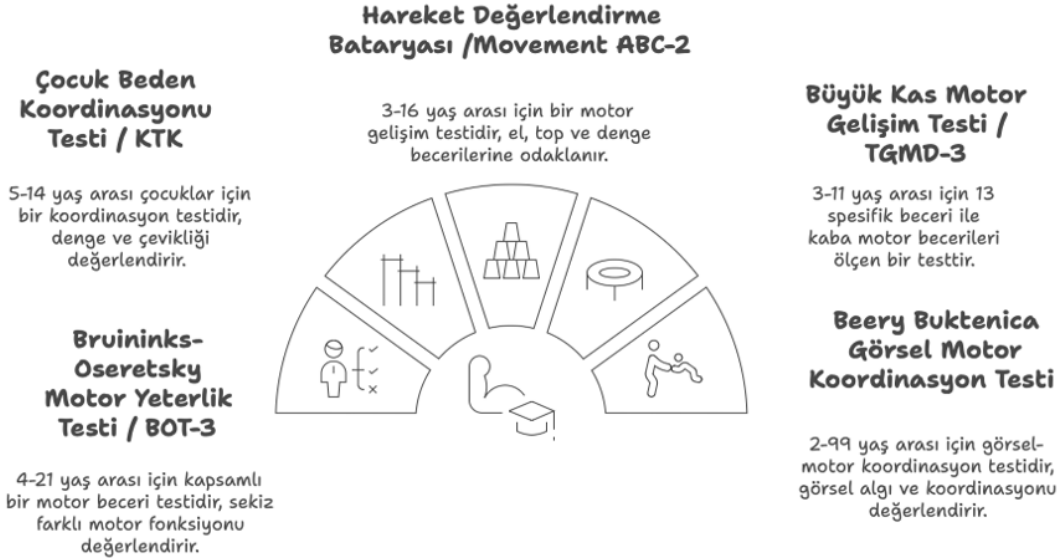 Hareket Değerlendirme
Bataryası /Movement ABC-2
3-16 yaş arası için bir motor
gelişim testidir, el, top ve denge
becerilerine odaklanır.
Çocuk Beden
Koordinasyonu
Testi / KTK
5-14 yaş arası çocuklar için
bir koordinasyon testidir,
denge ve çevikliği
değerlendirir.
Büyük Kas Motor
Gelişim Testi /
TGMD-3
3-11 yaş arası için 13
spesifik beceri ile
kaba motor becerileri
ölçen bir testtir.
Bruininks-
Oseretsky
Motor Yeterlik
Testi / BOT-3
4-21 yaş arası için kapsamlı
bir motor beceri testidir, sekiz
farklı motor fonksiyonu
değerlendirir.
Beery Buktenica
Görsel Motor
Koordinasyon Testi
2-99 yaş arası için görsel-
motor koordinasyon testidir,
görsel algı ve koordinasyonu
değerlendirir.